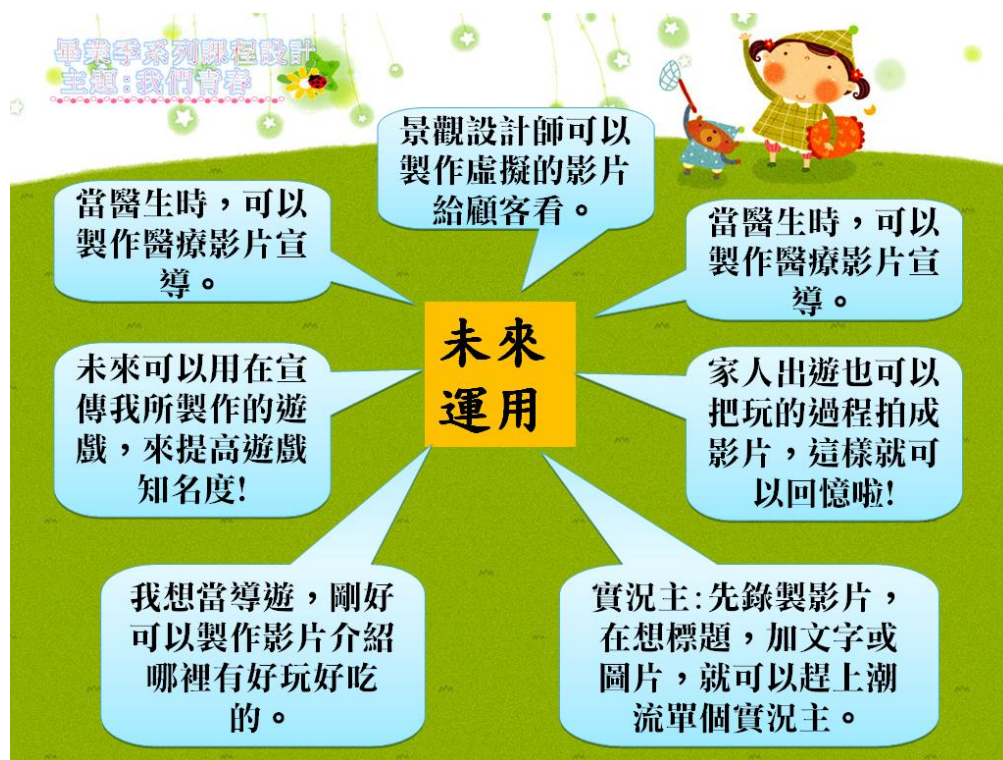 畢業季系列課程設計
主題:我們青春
景觀設計師可以
製作虛擬的影片
給顧客看。
當醫生時，可以
製作醫療影片宣
導。
當醫生時，可以
製作醫療影片宣
導。
未來
運用
未來可以用在宣
傳我所製作的遊
戲，來提高遊戲
知名度!
家人出遊也可以
把玩的過程拍成
影片，這樣就可
以回憶啦!
我想當導遊，剛好
可以製作影片介紹
哪裡有好玩好吃
的。
實況主:先錄製影片，
在想標題，加文字或
圖片，就可以趕上潮
流單個實況主。